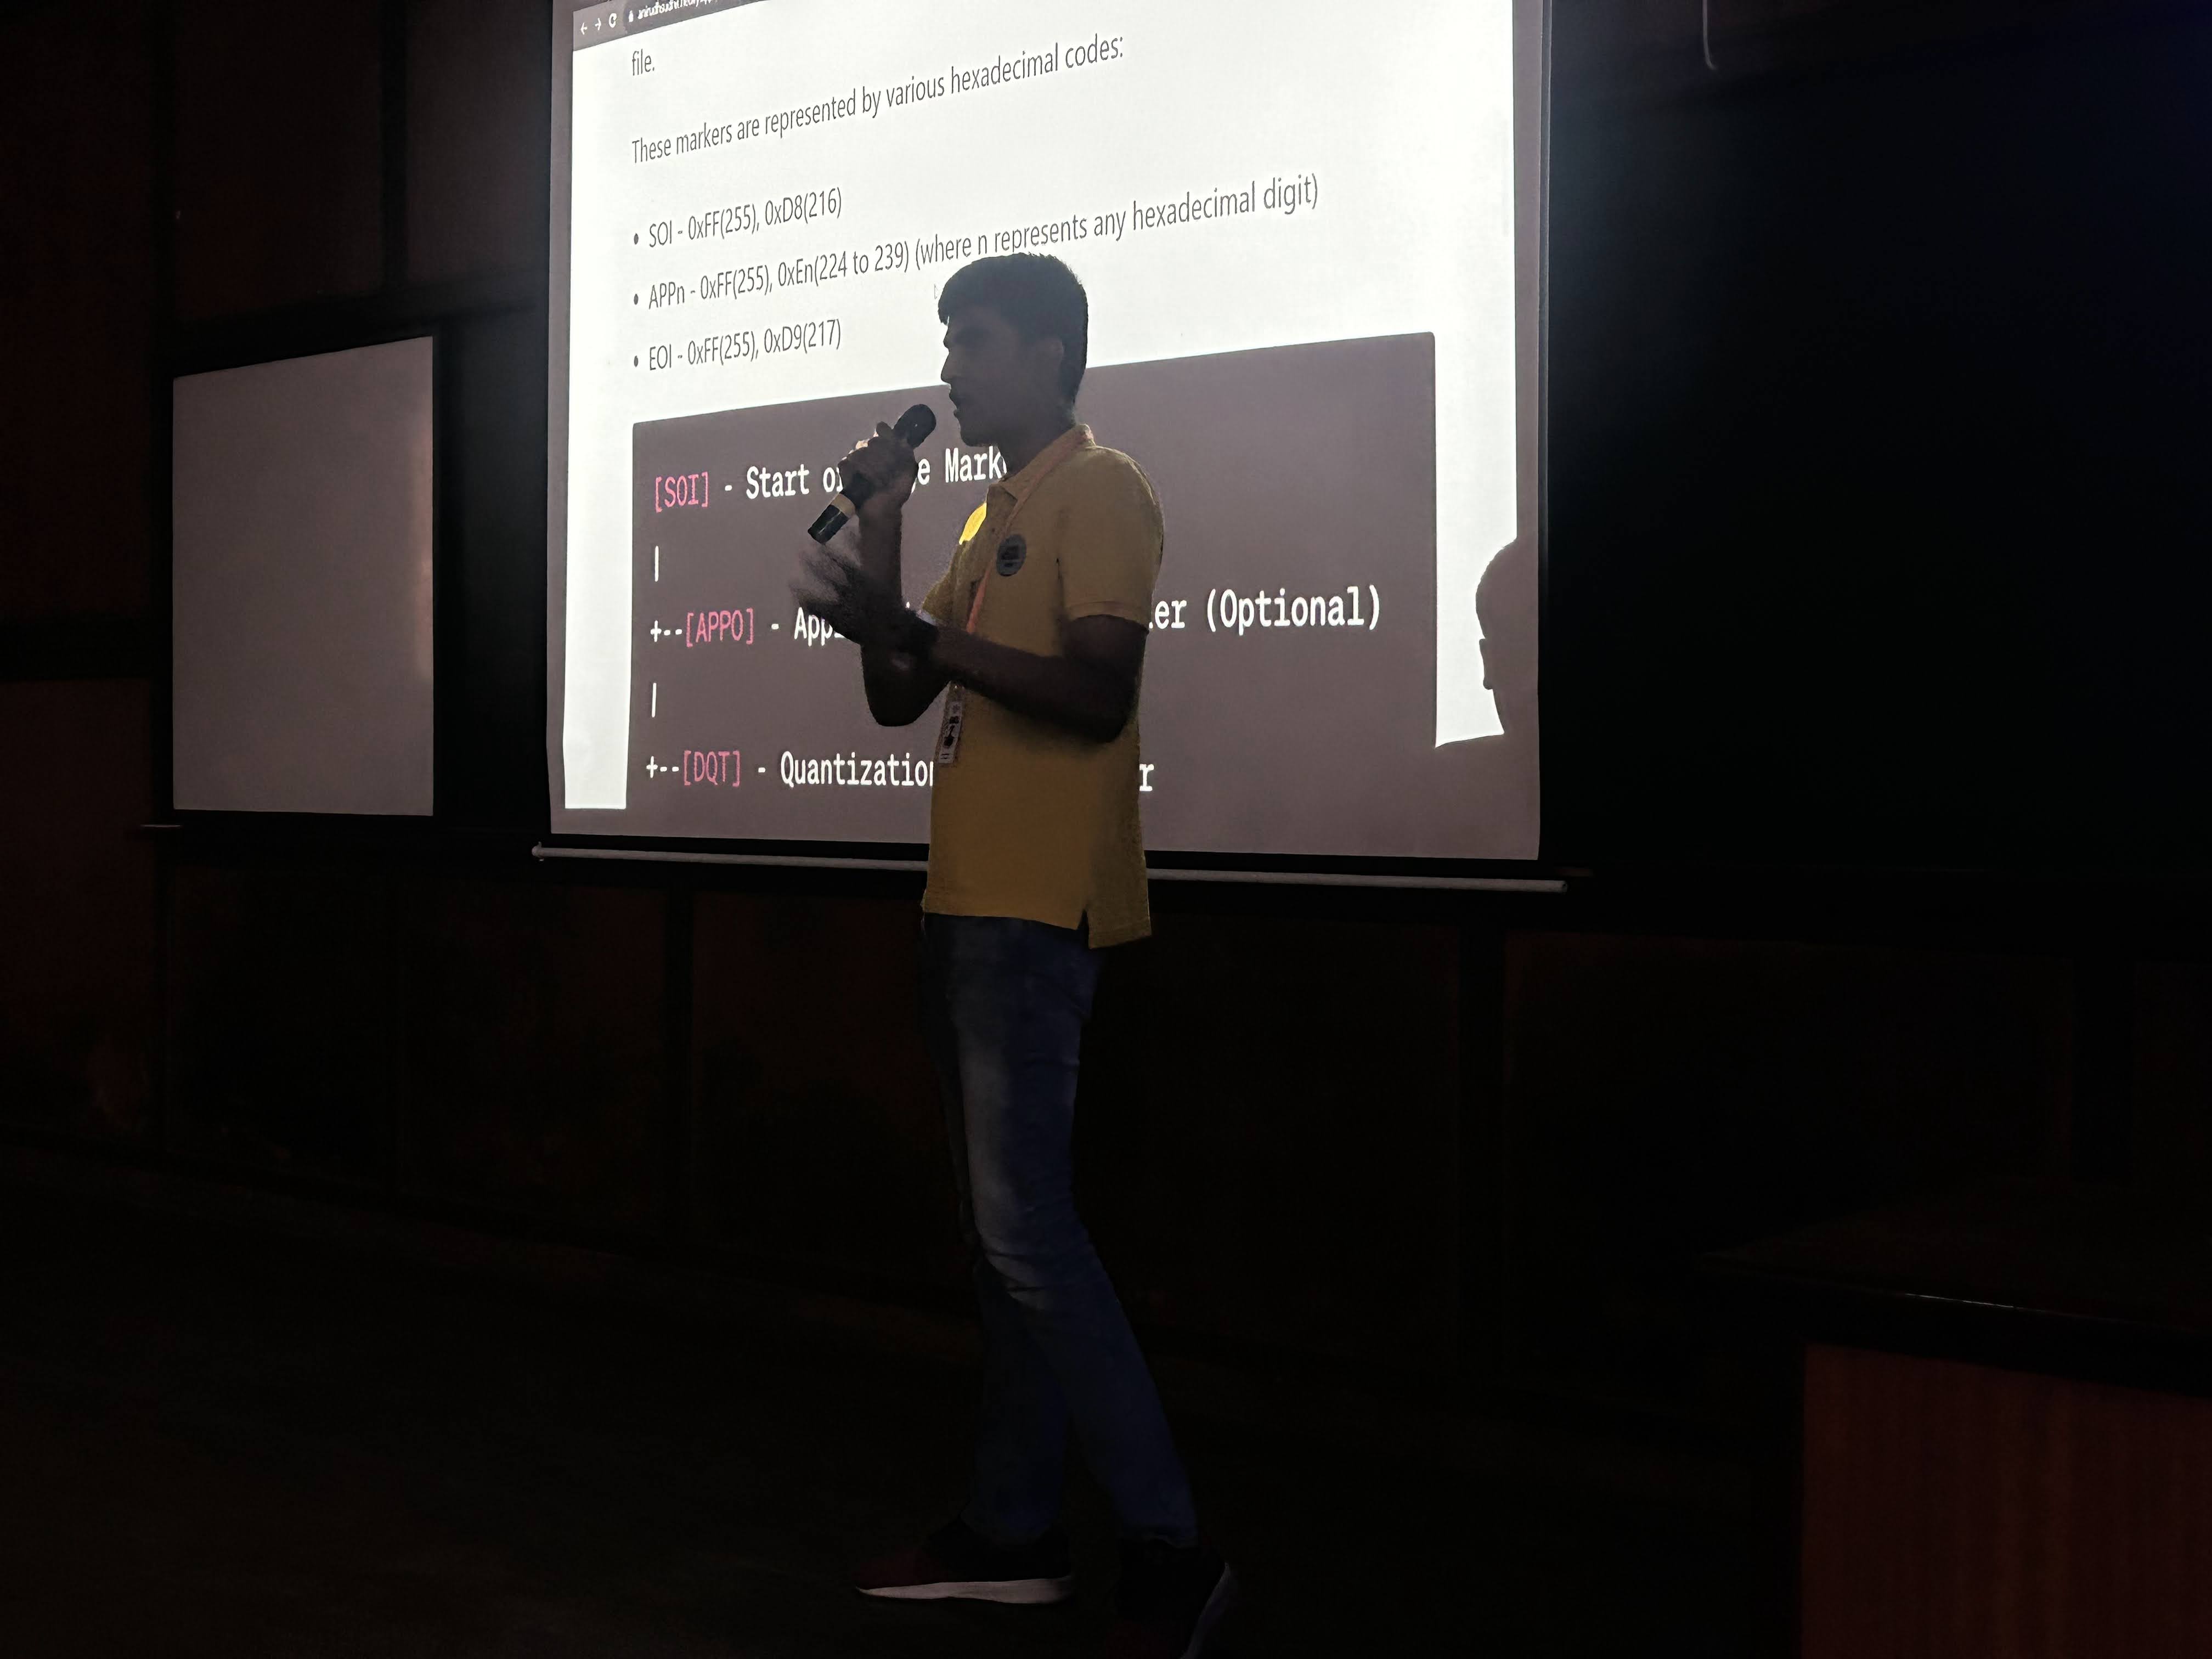 file.
These markers are represented by various hexadecimal codes:
• SOI - 0xFF(255), 0xD8(216)
• APPn - 0xFF(255), 0xEn(224 to 239) (where n represents any hexadecimal digit)
• EOI - 0xFF(255), 0xD9(217)
[SOI] - Start
|
+--[APP0] - (Optional)
|
+--[DQT] -